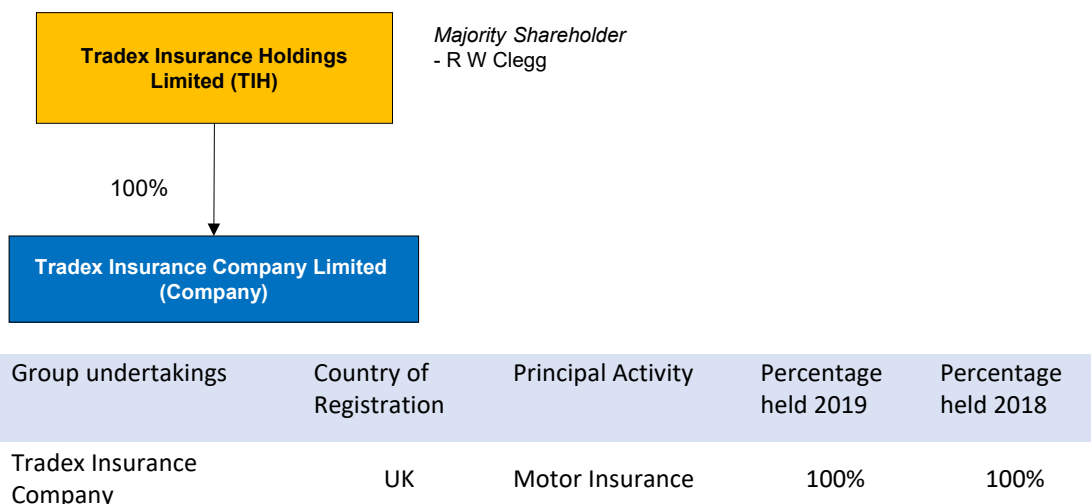 Tradex Insurance Holdings
Limited (TIH)
Majority Shareholder
- R W Clegg
100%
Tradex Insurance Company Limited
(Company)
Group undertakings Country of Registration Principal Activity Percentage held 2019 Percentage held 2018
Tradex Insurance Company UK Motor Insurance 100% 100%